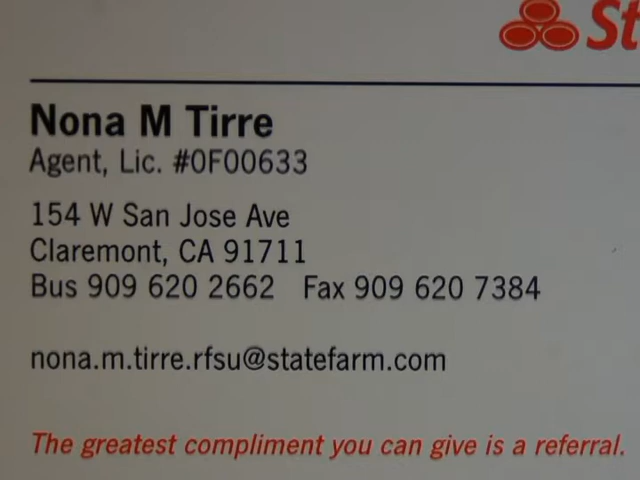 St
Nona M Tirre
Agent, Lic. #0F00633
154 W San Jose Ave
Claremont, CA 91711
Bus 909 620 2662 Fax 909 620 7384
nona.m.tirre.rfsu@statefarm.com
The greatest compliment you can give is a referral.